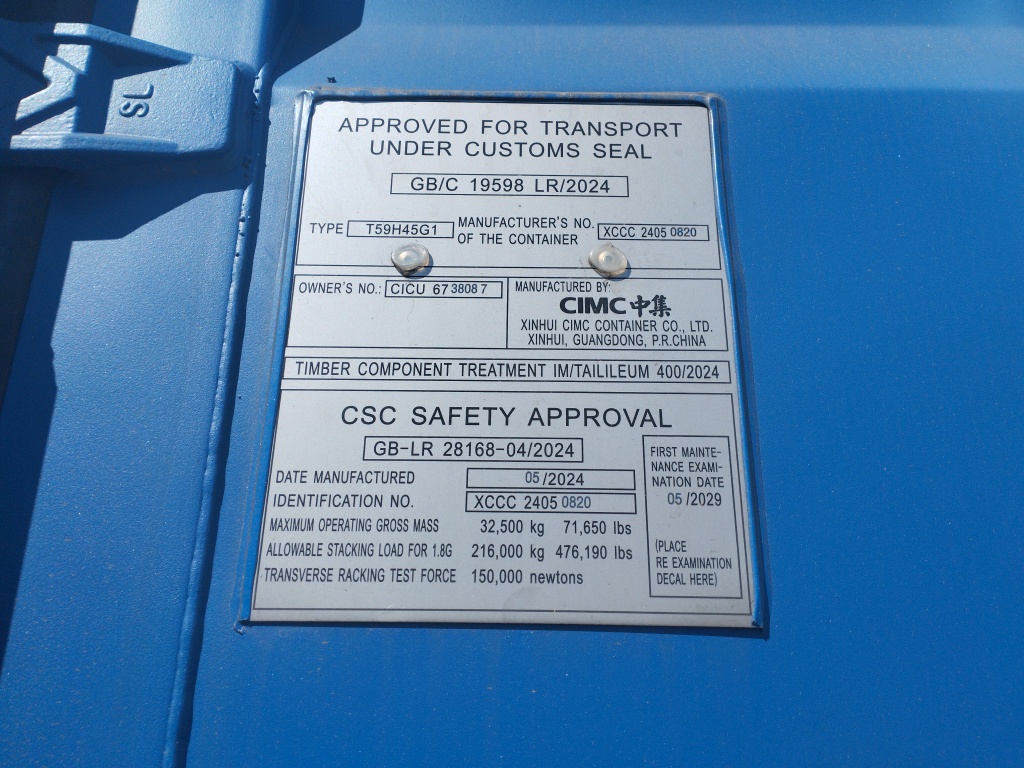 SL
APPROVED FOR TRANSPORT
UNDER CUSTOMS SEAL
GB/C 19598 LR/2024
TYPE T59H45G1 MANUFACTURER'S NO. OF THE CONTAINER XCCC 2405 0820
OWNER'S NO.: CICU 67 3808 7
MANUFACTURED BY:
CIMC中集
XINHUI CIMC CONTAINER CO., LTD.
XINHUI, GUANGDONG, P.R.CHINA
TIMBER COMPONENT TREATMENT IM/TAILILEUM 400/2024
CSC SAFETY APPROVAL
GB-LR 28168-04/2024
DATE MANUFACTURED 05 /2024
IDENTIFICATION NO. XCCC 2405 0820
MAXIMUM OPERATING GROSS MASS 32,500 kg 71,650 lbs
ALLOWABLE STACKING LOAD FOR 1.8G 216,000 kg 476,190 lbs
TRANSVERSE RACKING TEST FORCE 150,000 newtons
FIRST MAINTE-
NANCE EXAMI-
NATION DATE
05 /2029
(PLACE
RE EXAMINATION
DECAL HERE)